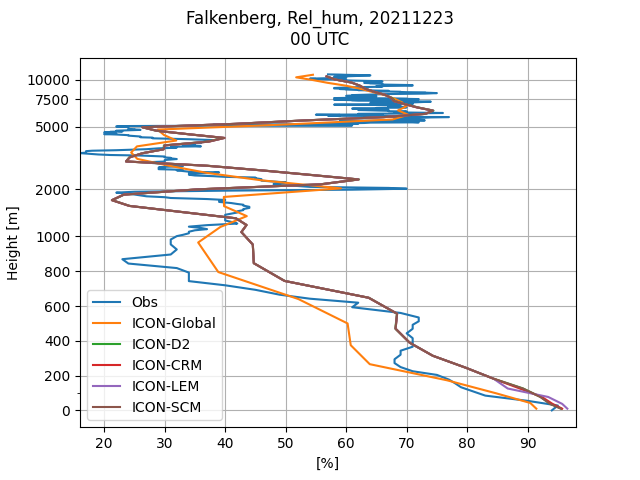 Falkenberg, Rel_hum, 20211223
00 UTC
Height [m]
10000
7500
5000
2000
1000
800
600
400
200
0
Obs
ICON-Global
ICON-D2
ICON-CRM
ICON-LEM
ICON-SCM
20 30 40 50 60 70 80 90
[%]